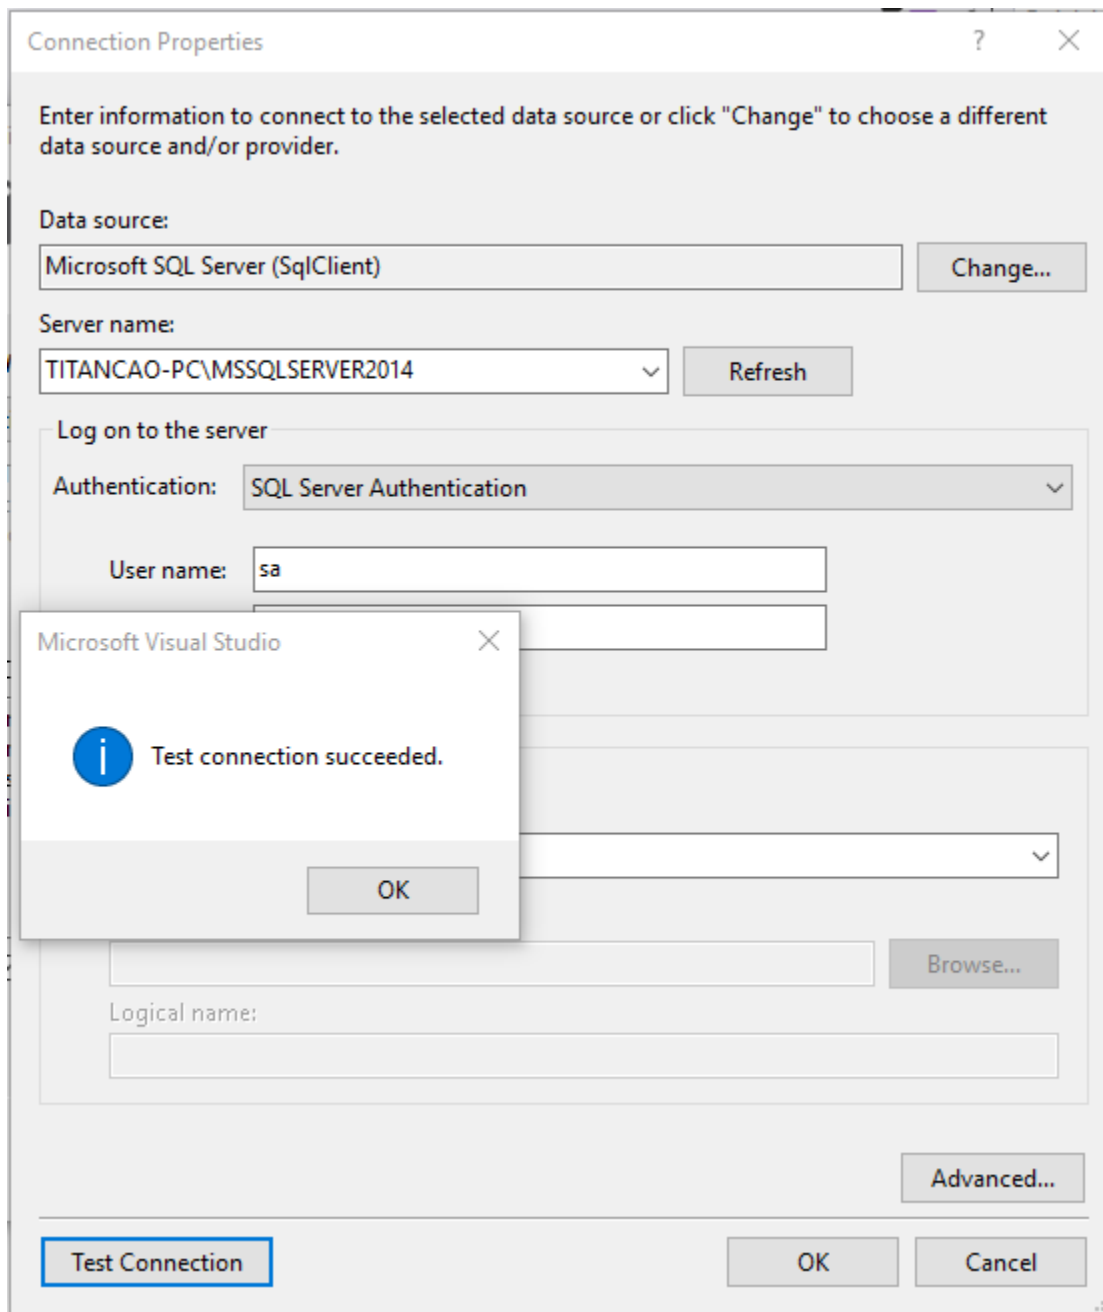 Connection Properties
Enter information to connect to the selected data source or click "Change" to choose a different
data source and/or provider.
Data source:
Microsoft SQL Server (SqlClient)
Change...
Server name:
TITANCAO-PC\MSSQLSERVER2014
Refresh
Log on to the server
Authentication:
SQL Server Authentication
User name:
sa
Microsoft Visual Studio
Test connection succeeded.
OK
Browse...
Logical name:
Advanced...
Test Connection
OK
Cancel